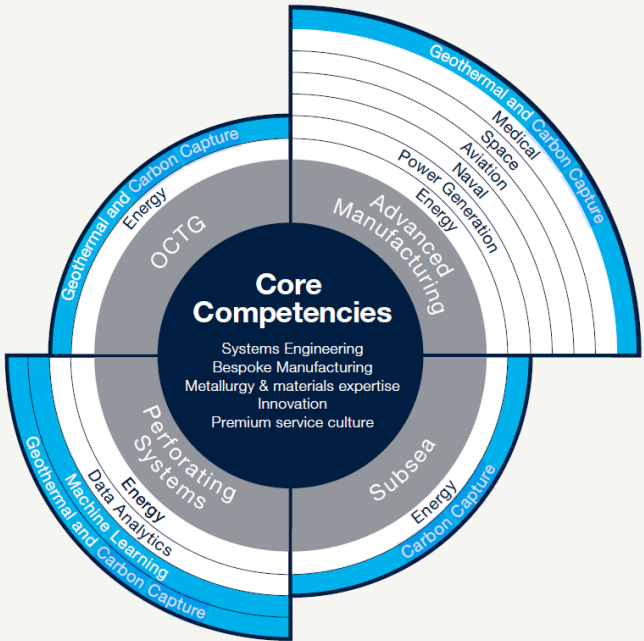 Core
Competencies
Systems Engineering
Bespoke Manufacturing
Metallurgy & materials expertise
Innovation
Premium service culture
OCTG
Energy
Geothermal and Carbon Capture
Advanced
Manufacturing
Energy
Power Generation
Naval
Aviation
Space
Medical
Geothermal and Carbon Capture
Subsea
Energy
Carbon Capture
Perforating
Systems
Energy
Data Analytics
Machine Learning
Geothermal and Carbon Capture